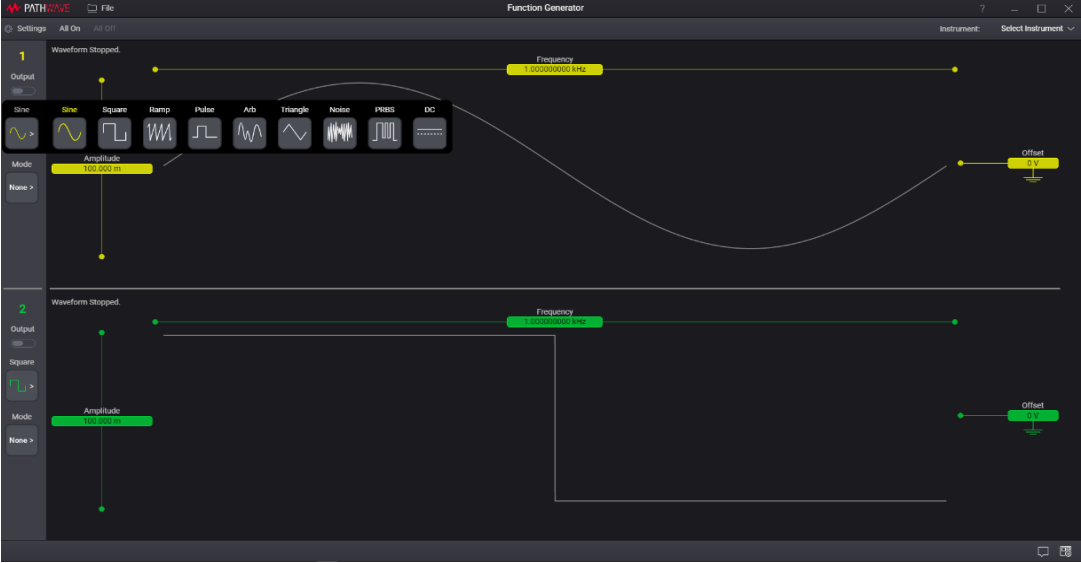 PATHWAVE File Function Generator ?
Settings All On All Off Instrument: Select Instrument
1 Waveform Stopped.
Frequency
1.000000000 kHz
Output
Sine Sine Square Ramp Pulse Arb Triangle Noise PRBS DC
>
Mode Amplitude Offset
100.000 m 0 V
None >
2 Waveform Stopped.
Frequency
1.000000000 kHz
Output
Square
>
Mode Amplitude Offset
100.000 m 0 V
None >